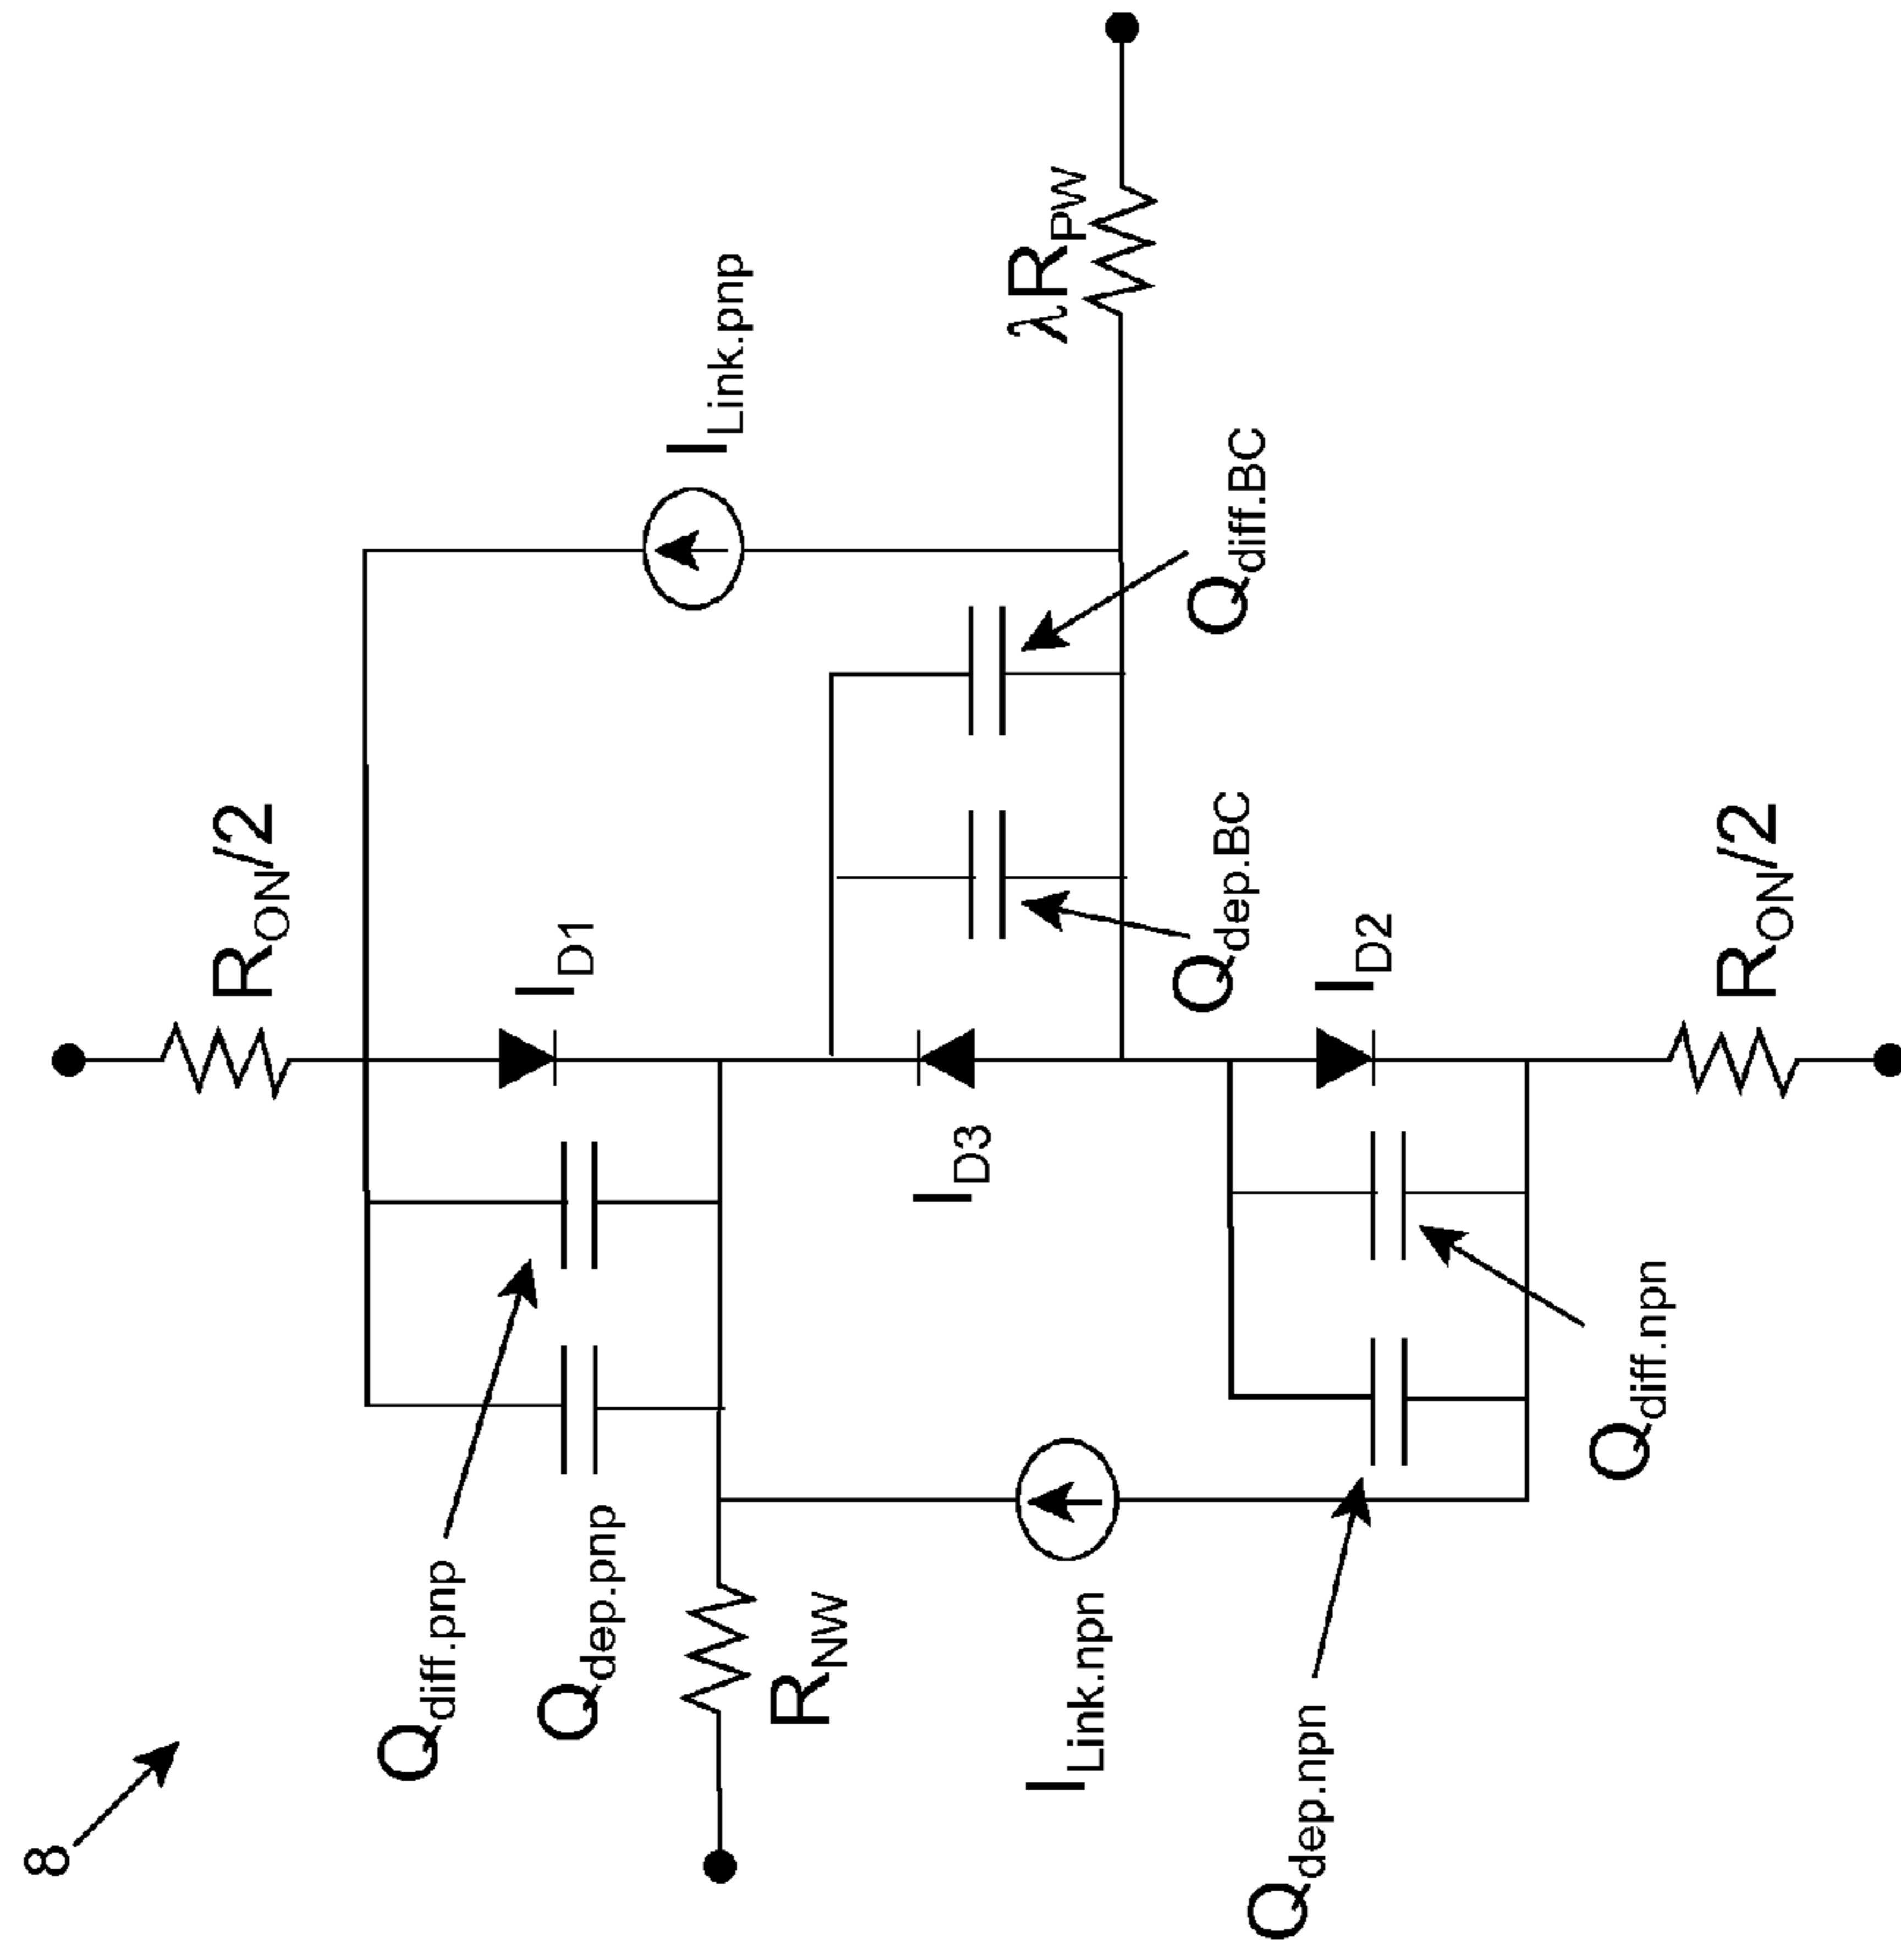 8
R_ON/2
Q_diff.pnp
Q_dep.pnp
I_D1
I_Link.pnp
R_NW
I_D3
λR_PW
I_Link.npn
Q_dep.BC
Q_diff.BC
Q_dep.npn
I_D2
Q_diff.npn
R_ON/2